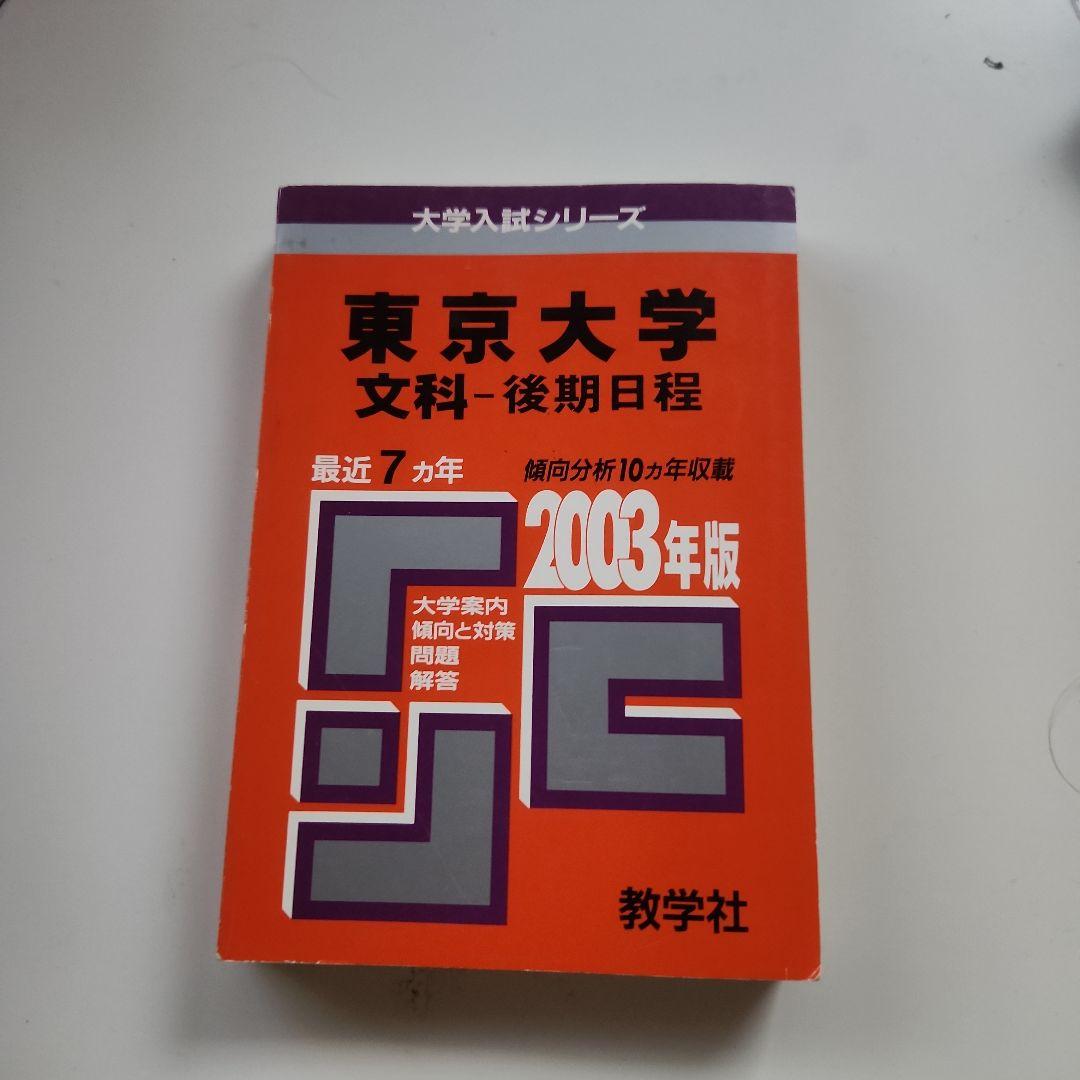 大学入試シリーズ
東京大学
文科-後期日程
最近7ヵ年
傾向分析10ヵ年収載
2003年版
大学案内
傾向と対策
問題
解答
教学社